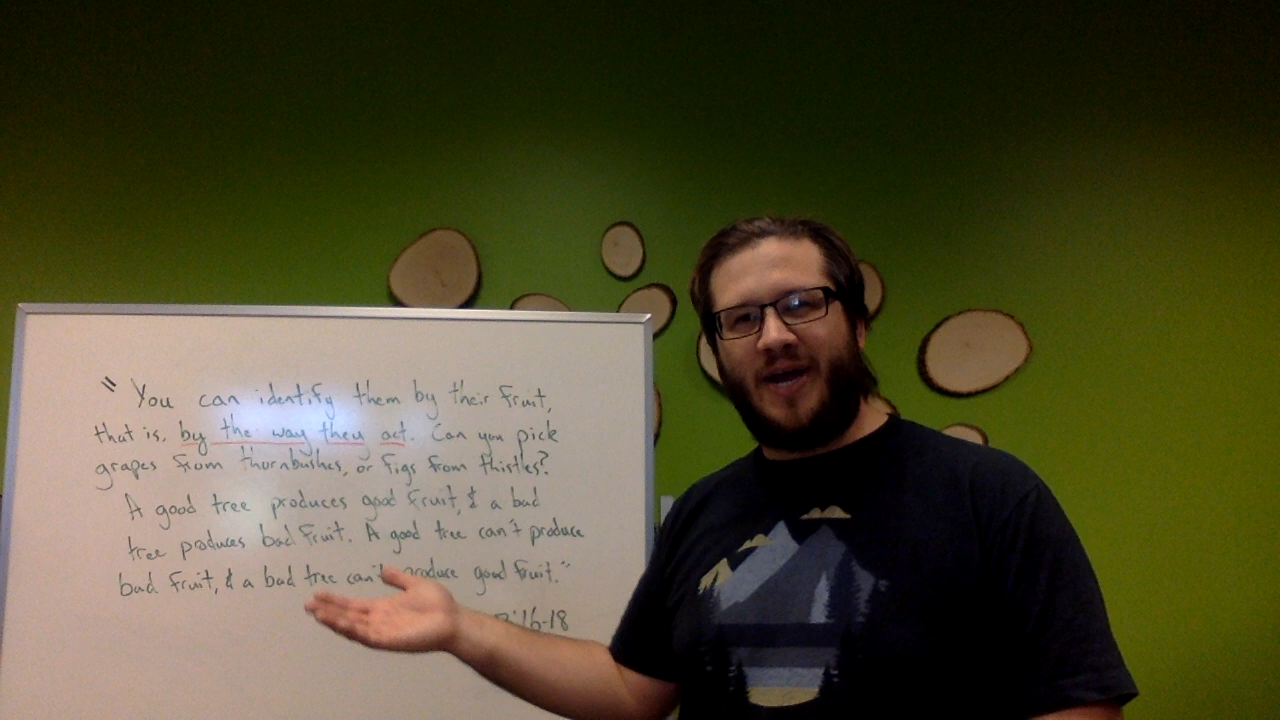 " You can identify them by their fruit,
that is, by the way they act. Can you pick
grapes from thornbushes, or figs from thistles?
A good tree produces good fruit, & a bad
tree produces bad fruit. A good tree can't produce
bad fruit, & a bad tree can't produce good fruit."
7:16-18